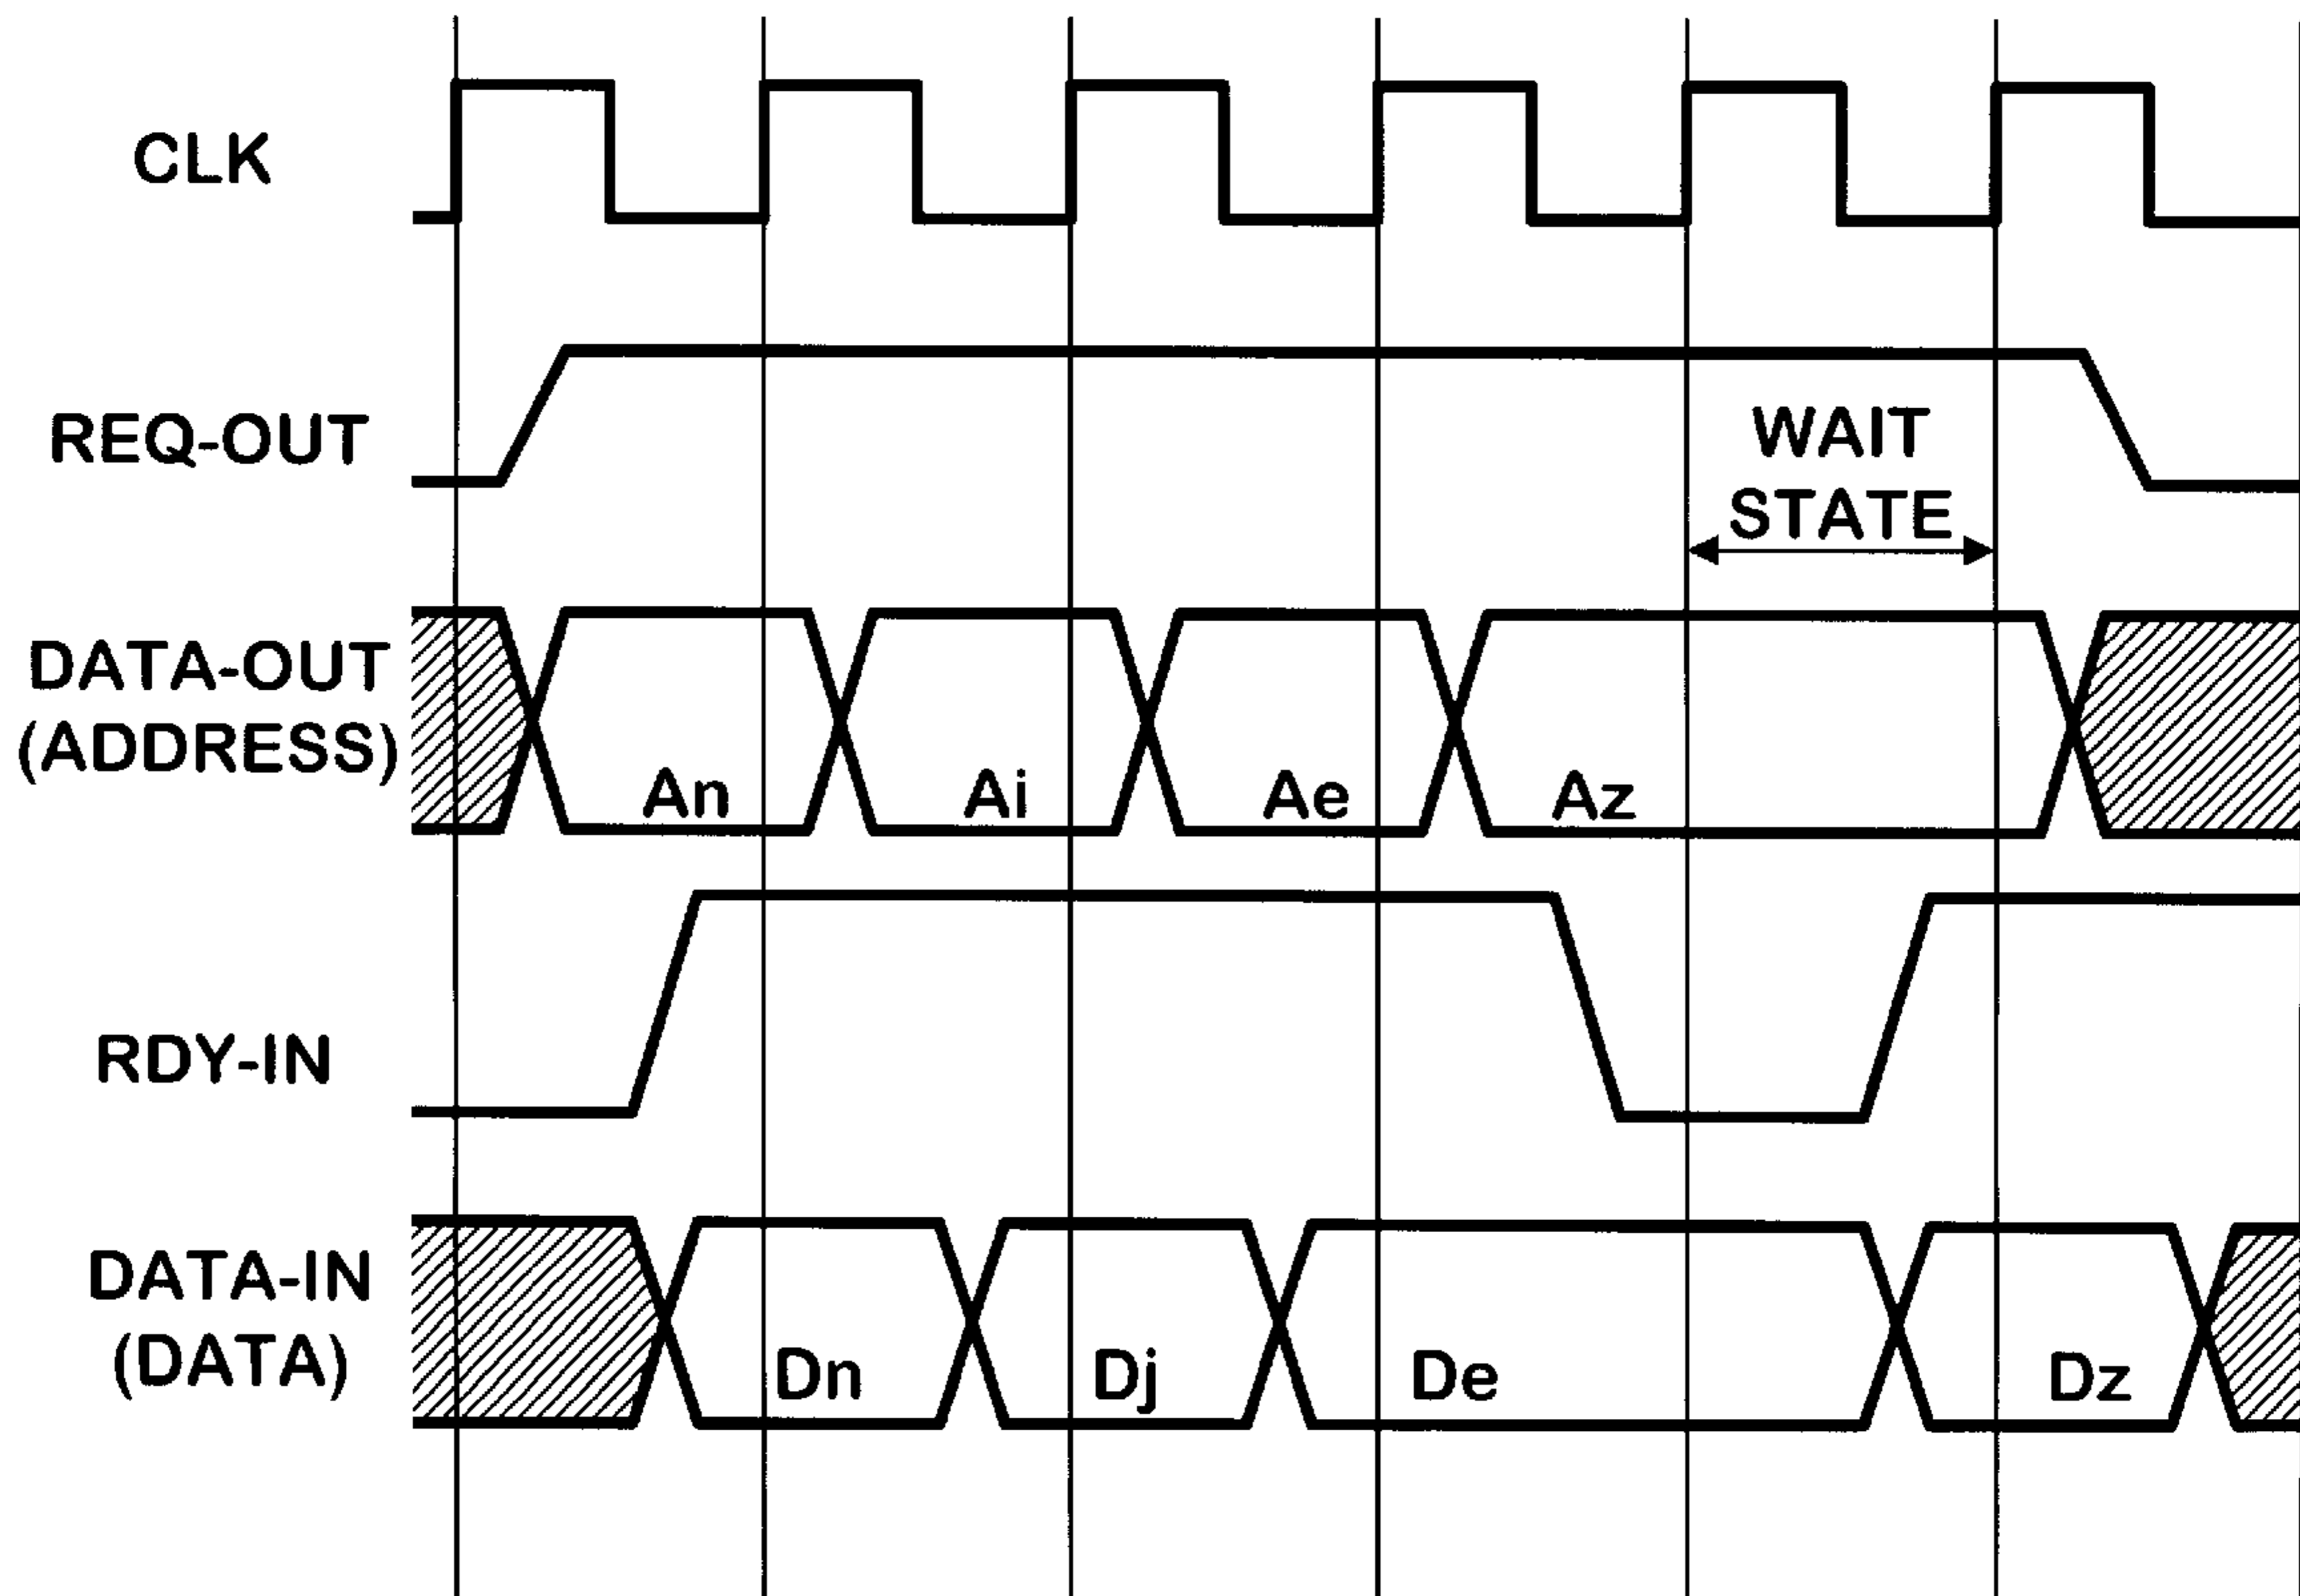 CLK
REQ-OUT
WAIT
STATE
DATA-OUT
(ADDRESS)
An Ai Ae Az
RDY-IN
DATA-IN
(DATA)
Dn Dj De Dz